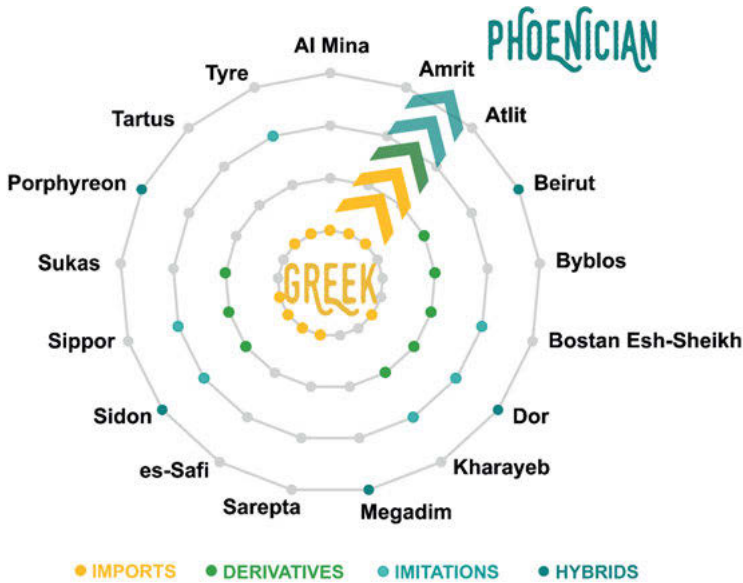 PHOENICIAN
Al Mina
Tyre
Amrit
Tartus
Atlit
Porphyreon
Beirut
Sukas
GREEK
Byblos
Sippor
Bostan Esh-Sheikh
Sidon
Dor
es-Safi
Kharayeb
Sarepta
Megadim
IMPORTS
DERIVATIVES
IMITATIONS
HYBRIDS